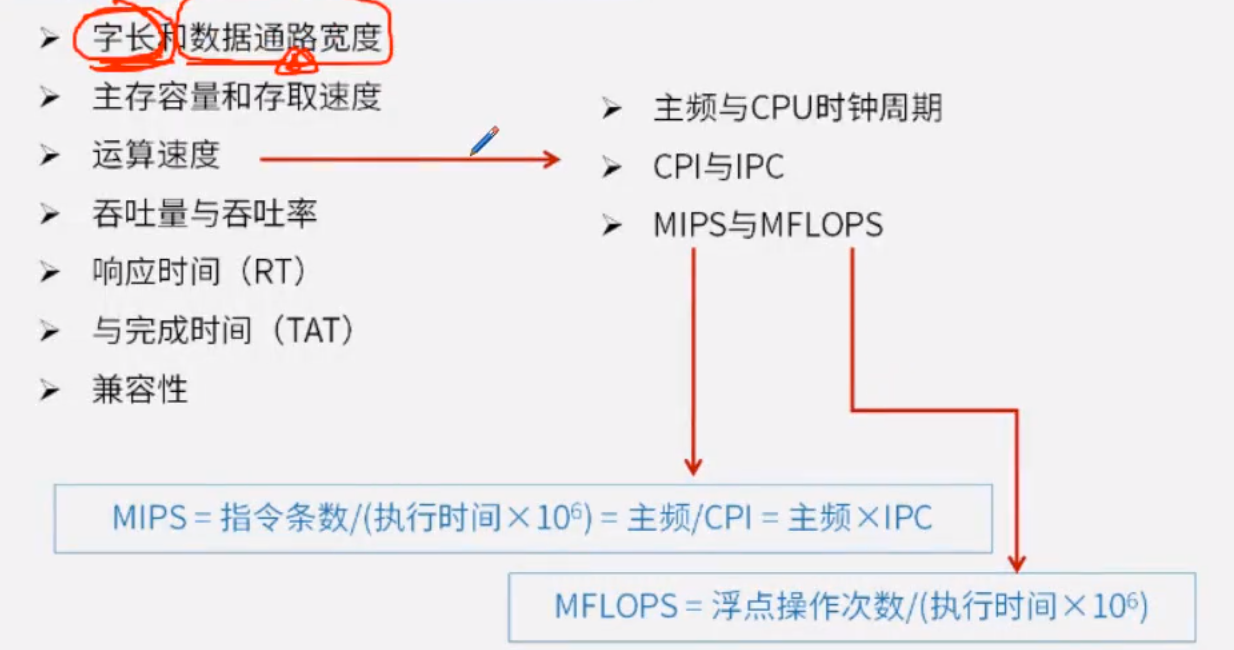 字长和数据通路宽度
主存容量和存取速度
运算速度
吞吐量与吞吐率
响应时间（RT）
与完成时间（TAT）
兼容性
主频与CPU时钟周期
CPI与IPC
MIPS与MFLOPS
MIPS = 指令条数/(执行时间×10⁶) = 主频/CPI = 主频×IPC
MFLOPS = 浮点操作次数/(执行时间×10⁶)